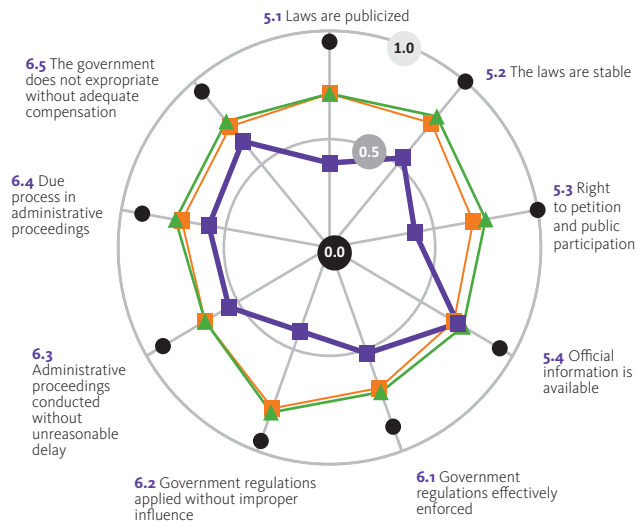 5.1 Laws are publicized
1.0
5.2 The laws are stable
0.5
5.3 Right
to petition
and public
participation
0.0
5.4 Official
information is
available
6.1 Government
regulations effectively
enforced
6.2 Government regulations
applied without improper
influence
6.3
Administrative
proceedings
conducted
without
unreasonable
delay
6.4 Due
process in
administrative
proceedings
6.5 The government
does not expropriate
without adequate
compensation